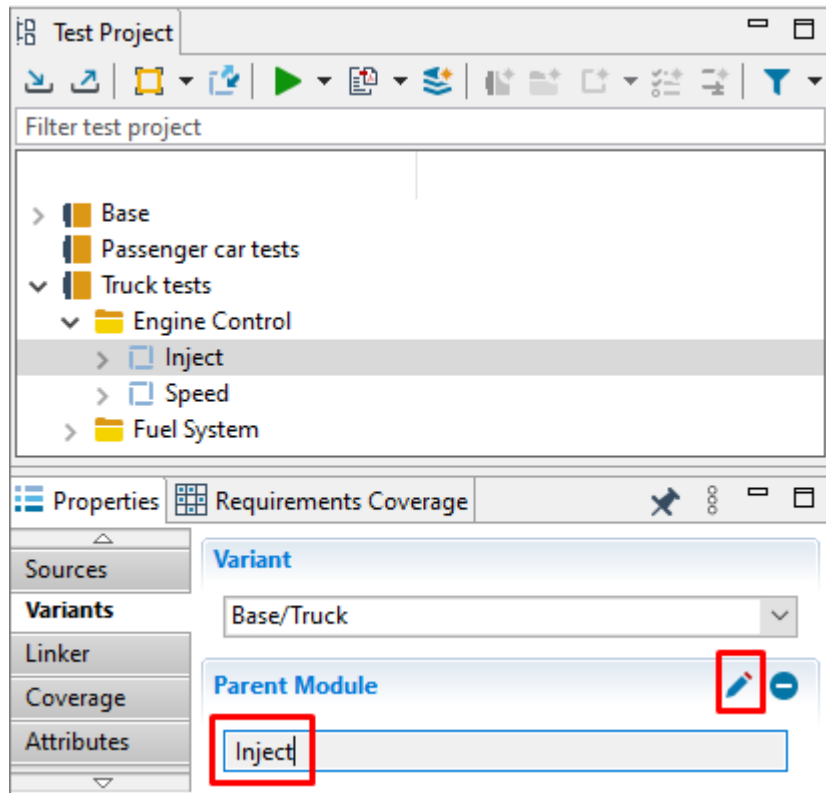 Test Project
Filter test project
Base
Passenger car tests
Truck tests
Engine Control
Inject
Speed
Fuel System
Properties
Requirements Coverage
Sources
Variants
Linker
Coverage
Attributes
Variant
Base/Truck
Parent Module
Inject